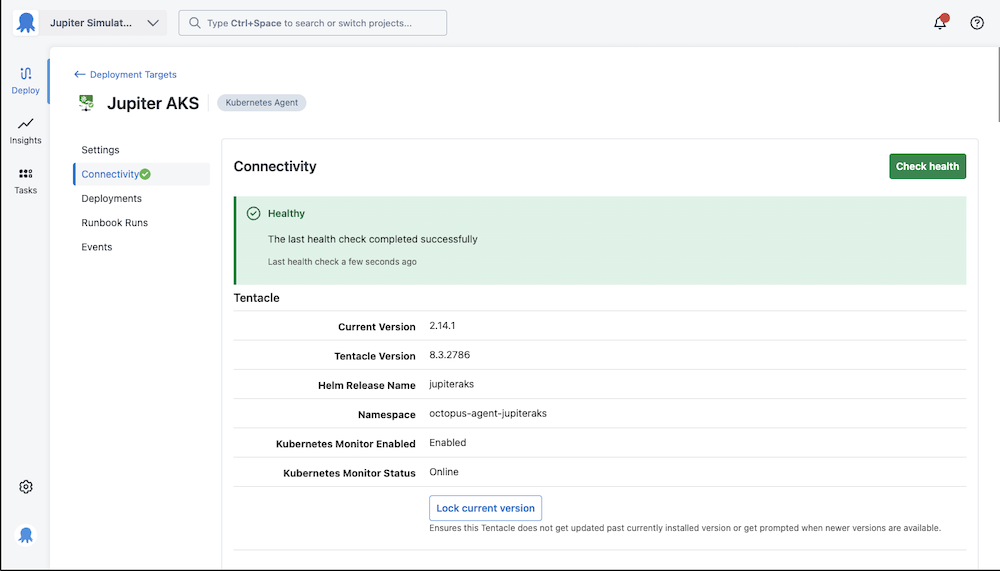 Jupiter Simulat...
Type Ctrl+Space to search or switch projects...
Deploy
Insights
Tasks
Deployment Targets
Jupiter AKS
Kubernetes Agent
Settings
Connectivity
Deployments
Runbook Runs
Events
Connectivity
Check health
Healthy
The last health check completed successfully
Last health check a few seconds ago
Tentacle
Current Version 2.14.1
Tentacle Version 8.3.2786
Helm Release Name jupiteraks
Namespace octopus-agent-jupiteraks
Kubernetes Monitor Enabled Enabled
Kubernetes Monitor Status Online
Lock current version
Ensures this Tentacle does not get updated past currently installed version or get prompted when newer versions are available.